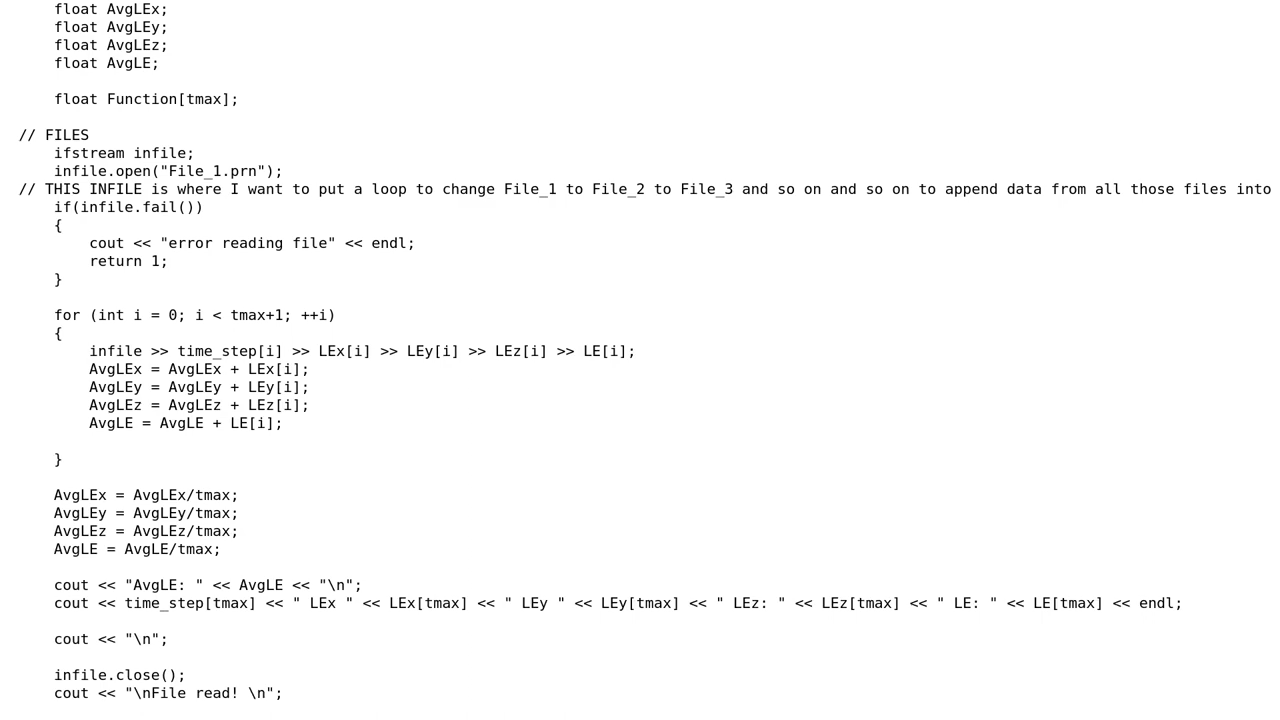 float AvgLEx;
float AvgLEy;
float AvgLEz;
float AvgLE;
float Function[tmax];
// FILES
ifstream infile;
infile.open("File_1.prn");
// THIS INFILE is where I want to put a loop to change File_1 to File_2 to File_3 and so on and so on to append data from all those files into
if(infile.fail())
{
cout << "error reading file" << endl;
return 1;
}
for (int i = 0; i < tmax+1; ++i)
{
infile >> time_step[i] >> LEx[i] >> LEy[i] >> LEz[i] >> LE[i];
AvgLEx = AvgLEx + LEx[i];
AvgLEy = AvgLEy + LEy[i];
AvgLEz = AvgLEz + LEz[i];
AvgLE = AvgLE + LE[i];
}
AvgLEx = AvgLEx/tmax;
AvgLEy = AvgLEy/tmax;
AvgLEz = AvgLEz/tmax;
AvgLE = AvgLE/tmax;
cout << "AvgLE: " << AvgLE << "\n";
cout << time_step[tmax] << " LEx " << LEx[tmax] << " LEy " << LEy[tmax] << " LEz: " << LEz[tmax] << " LE: " << LE[tmax] << endl;
cout << "\n";
infile.close();
cout << "\nFile read! \n";